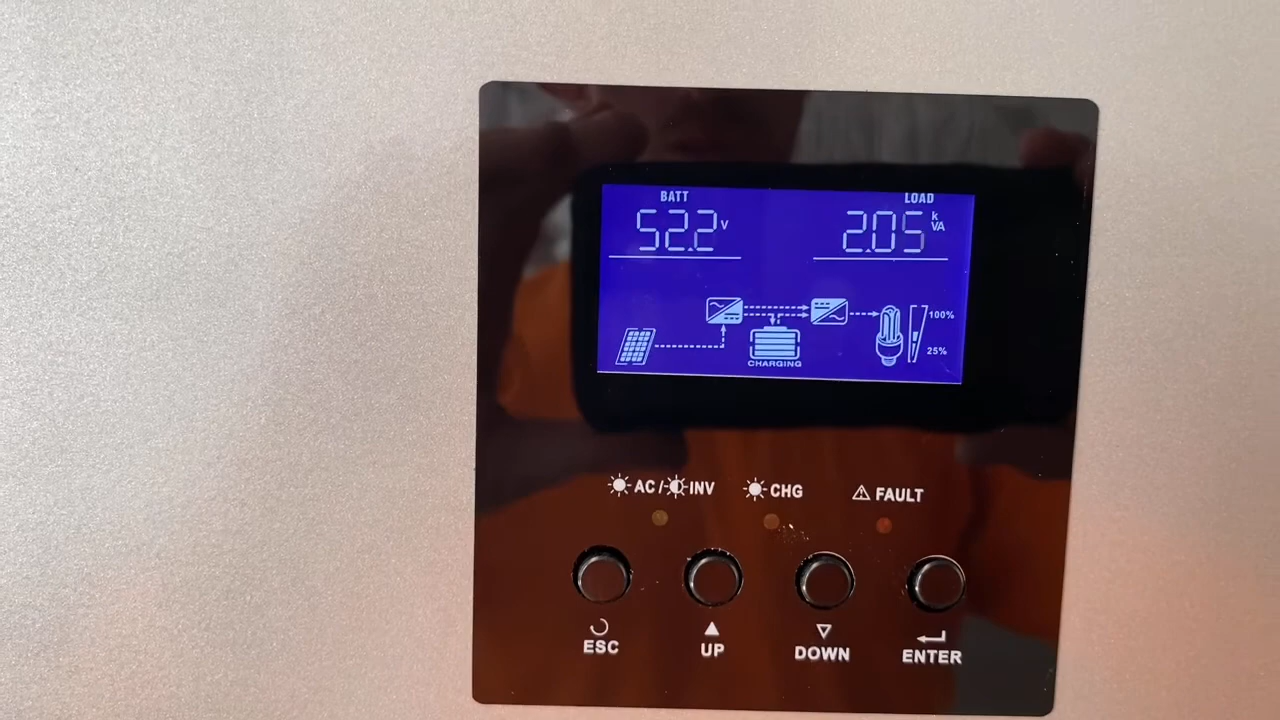 BATT LOAD
52.2 V 2.05 kVA
100%
25%
CHARGING
AC / INV CHG FAULT
ESC UP DOWN ENTER